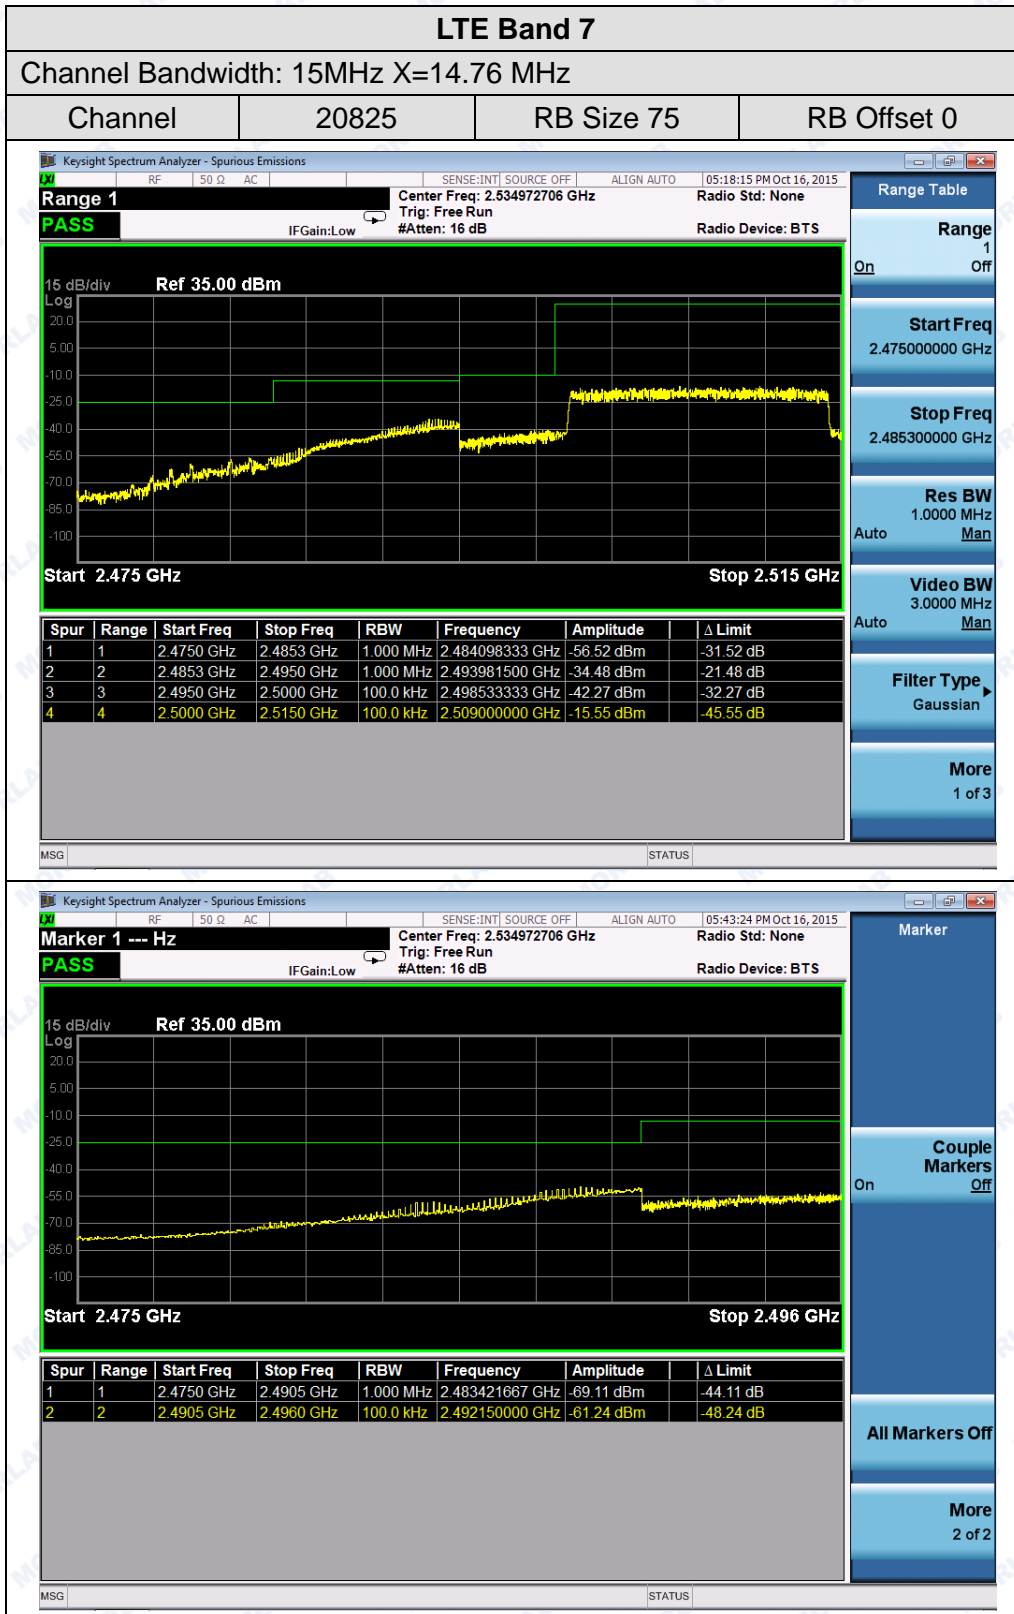 LTE Band 7
Channel Bandwidth: 15MHz X=14.76 MHz
Channel 20825 RB Size 75 RB Offset 0
Keysight Spectrum Analyzer - Spurious Emissions
LXI RF 50 Ω AC SENSE:INT SOURCE OFF ALIGN AUTO 05:18:15 PM Oct 16, 2015
Range 1
PASS
IFGain:Low
Center Freq: 2.534972706 GHz
Trig: Free Run
#Atten: 16 dB
Radio Std: None
Radio Device: BTS
15 dB/div Ref 35.00 dBm
Log
20.0
5.00
-10.0
-25.0
-40.0
-55.0
-70.0
-85.0
-100
Start 2.475 GHz Stop 2.515 GHz
Spur Range Start Freq Stop Freq RBW Frequency Amplitude Δ Limit
1 1 2.4750 GHz 2.4853 GHz 1.000 MHz 2.484098333 GHz -56.52 dBm -31.52 dB
2 2 2.4853 GHz 2.4950 GHz 1.000 MHz 2.493981500 GHz -34.48 dBm -21.48 dB
3 3 2.4950 GHz 2.5000 GHz 100.0 kHz 2.498533333 GHz -42.27 dBm -32.27 dB
4 4 2.5000 GHz 2.5150 GHz 100.0 kHz 2.509000000 GHz -15.55 dBm -45.55 dB
MSG STATUS
Range Table
Range
1
On Off
Start Freq
2.475000000 GHz
Stop Freq
2.485300000 GHz
Res BW
1.0000 MHz
Auto Man
Video BW
3.0000 MHz
Auto Man
Filter Type
Gaussian
More
1 of 3
Keysight Spectrum Analyzer - Spurious Emissions
LXI RF 50 Ω AC SENSE:INT SOURCE OFF ALIGN AUTO 05:43:24 PM Oct 16, 2015
Marker 1 --- Hz
PASS
IFGain:Low
Center Freq: 2.534972706 GHz
Trig: Free Run
#Atten: 16 dB
Radio Std: None
Radio Device: BTS
15 dB/div Ref 35.00 dBm
Log
20.0
5.00
-10.0
-25.0
-40.0
-55.0
-70.0
-85.0
-100
Start 2.475 GHz Stop 2.496 GHz
Spur Range Start Freq Stop Freq RBW Frequency Amplitude Δ Limit
1 1 2.4750 GHz 2.4905 GHz 1.000 MHz 2.483421667 GHz -69.11 dBm -44.11 dB
2 2 2.4905 GHz 2.4960 GHz 100.0 kHz 2.492150000 GHz -61.24 dBm -48.24 dB
MSG STATUS
Marker
Couple
Markers
On Off
All Markers Off
More
2 of 2